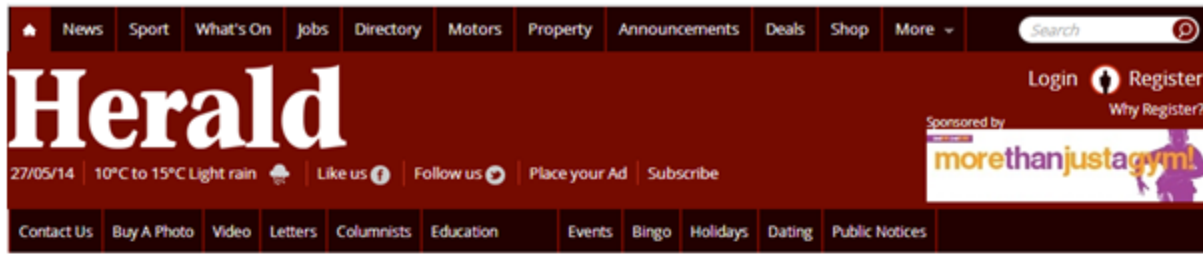 News Sport What's On Jobs Directory Motors Property Announcements Deals Shop More Search
Login Register
Herald
Why Register?
Sponsored by
morethanjustagym!
27/05/14 10°C to 15°C Light rain Like us Follow us Place your Ad Subscribe
Contact Us Buy A Photo Video Letters Columnists Education Events Bingo Holidays Dating Public Notices